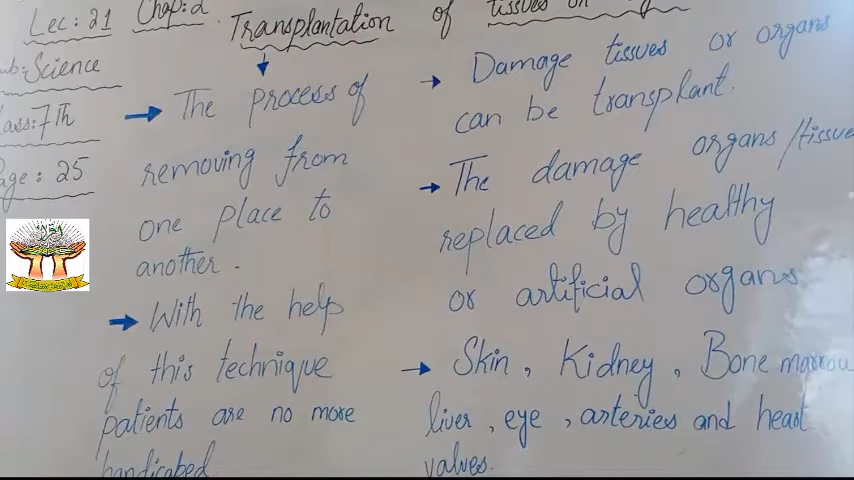 Lec: 21 Chap: 2
Transplantation of tissues or
Science
Class: 7th
Page: 25
→ The process of
removing from
one place to
another.
→ With the help
of this technique
patients are no more
handicabed
→ Damage tissues or organs
can be transplant.
→ The damage organs/tissue
replaced by healthy
or artificial organs
→ Skin, Kidney, Bone marrow
liver, eye, arteries and heart
valves.